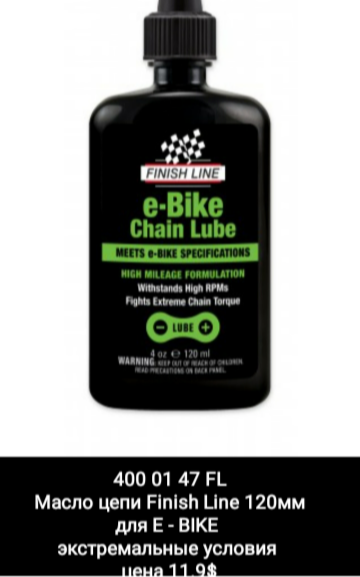 FINISH LINE
e-Bike
Chain Lube
MEETS e-BIKE SPECIFICATIONS
HIGH MILEAGE FORMULATION
Withstands High RPMs
Fights Extreme Chain Torque
LUBE
4 oz ℮ 120 ml
WARNING: KEEP OUT OF REACH OF CHILDREN.
READ PRECAUTIONS ON BACK PANEL.
400 01 47 FL
Масло цепи Finish Line 120мм
для E - BIKE
экстремальные условия
цена 11.9$